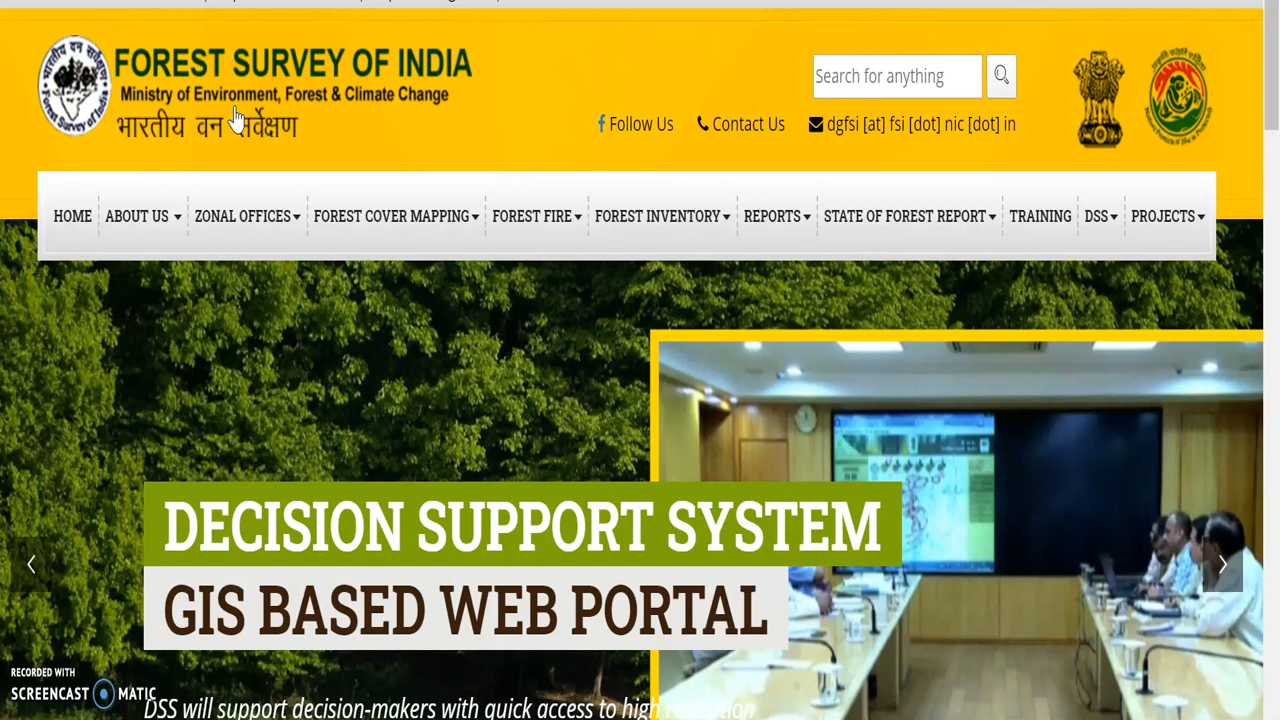 FOREST SURVEY OF INDIA
Ministry of Environment, Forest & Climate Change
भारतीय वन सर्वेक्षण
Search for anything
Follow Us
Contact Us
dgfsi [at] fsi [dot] nic [dot] in
HOME
ABOUT US
ZONAL OFFICES
FOREST COVER MAPPING
FOREST FIRE
FOREST INVENTORY
REPORTS
STATE OF FOREST REPORT
TRAINING
DSS
PROJECTS
DECISION SUPPORT SYSTEM
GIS BASED WEB PORTAL
DSS will support decision-makers with quick access to high
RECORDED WITH
SCREENCAST MATIC